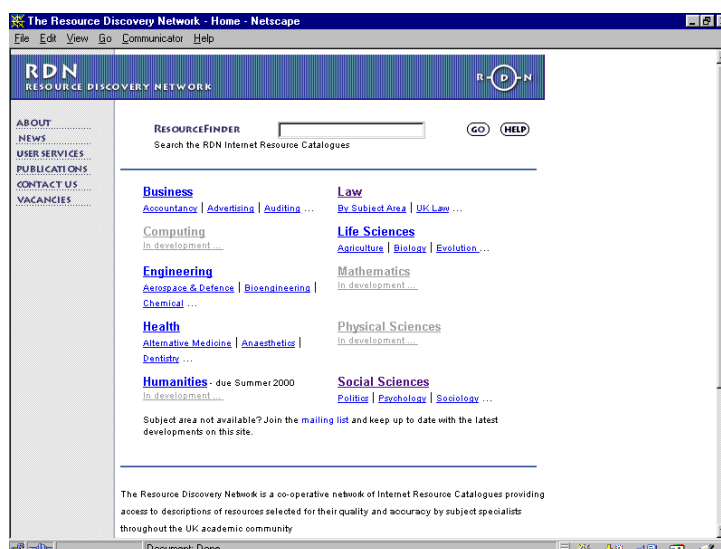 The Resource Discovery Network - Home - Netscape
File Edit View Go Communicator Help
RDN
RESOURCE DISCOVERY NETWORK
R-D-N
ABOUT
NEWS
USER SERVICES
PUBLICATIONS
CONTACT US
VACANCIES
RESOURCEFINDER
GO HELP
Search the RDN Internet Resource Catalogues
Business
Accountancy | Advertising | Auditing ...
Law
By Subject Area | UK Law ...
Computing
In development ...
Life Sciences
Agriculture | Biology | Evolution ...
Engineering
Aerospace & Defence | Bioengineering |
Chemical ...
Mathematics
In development ...
Health
Alternative Medicine | Anaesthetics |
Dentistry ...
Physical Sciences
In development ...
Humanities - due Summer 2000
In development ...
Social Sciences
Politics | Psychology | Sociology ...
Subject area not available? Join the mailing list and keep up to date with the latest
developments on this site.
The Resource Discovery Network is a co-operative network of Internet Resource Catalogues providing
access to descriptions of resources selected for their quality and accuracy by subject specialists
throughout the UK academic community
Document: Done